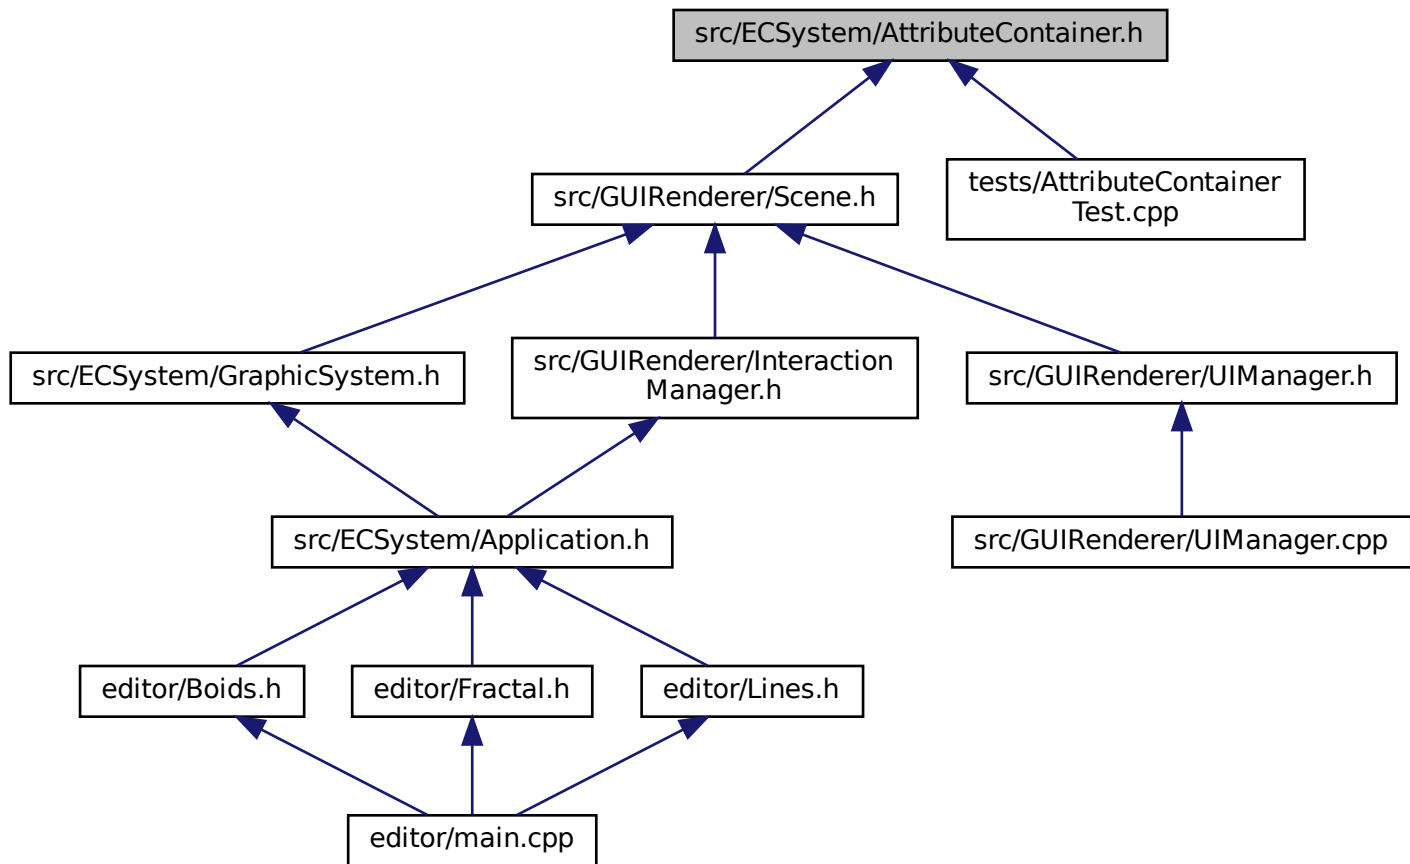 src/ECSystem/AttributeContainer.h
src/GUIRenderer/Scene.h
tests/AttributeContainer
Test.cpp
src/ECSystem/GraphicSystem.h
src/GUIRenderer/Interaction
Manager.h
src/GUIRenderer/UIManager.h
src/ECSystem/Application.h
src/GUIRenderer/UIManager.cpp
editor/Boids.h
editor/Fractal.h
editor/Lines.h
editor/main.cpp